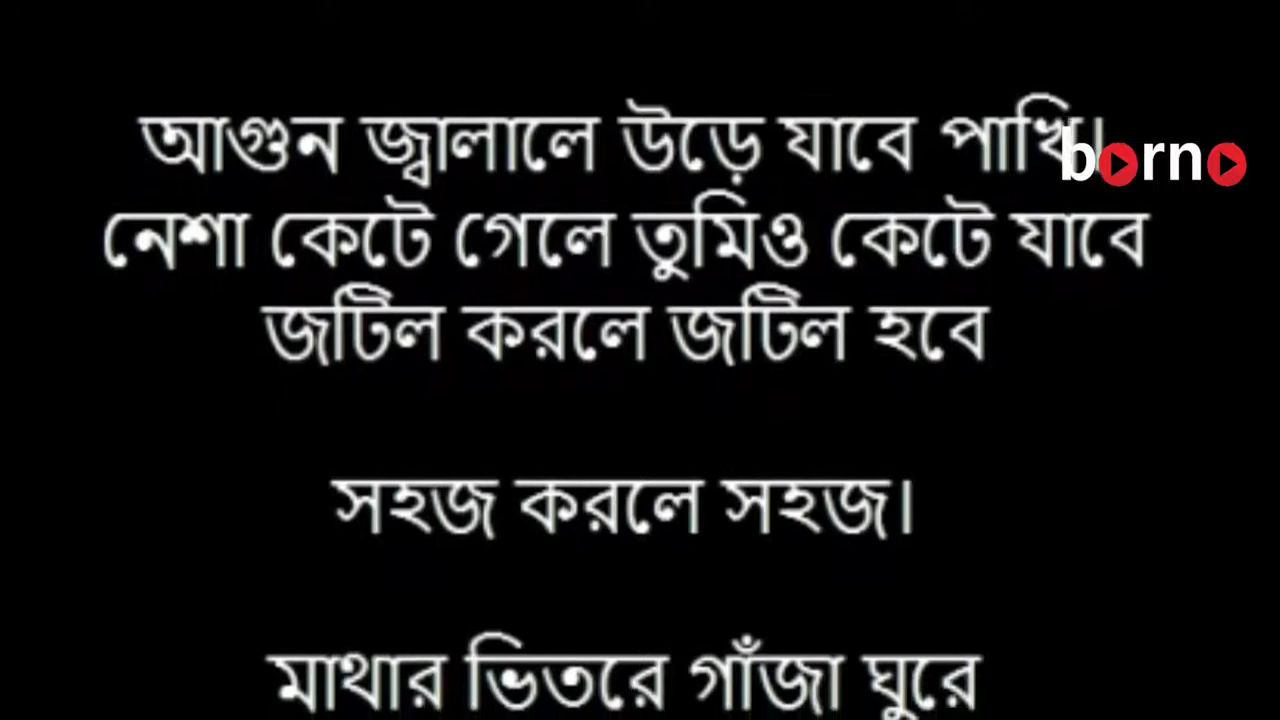 আগুন জ্বালালে উড়ে যাবে পাখি।
borno
নেশা কেটে গেলে তুমিও কেটে যাবে
জটিল করলে জটিল হবে
সহজ করলে সহজ।
মাথার ভিতরে গাঁজা ঘুরে